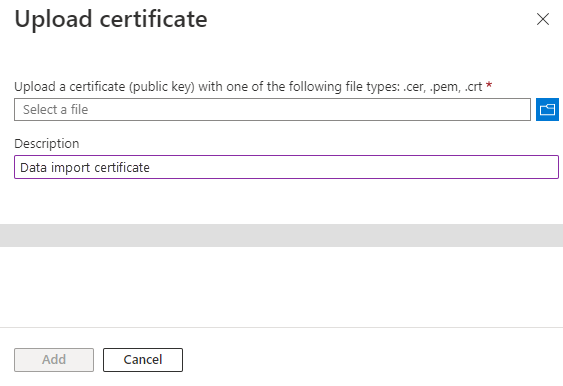 Upload certificate
Upload a certificate (public key) with one of the following file types: .cer, .pem, .crt *
Select a file
Description
Data import certificate
Add
Cancel